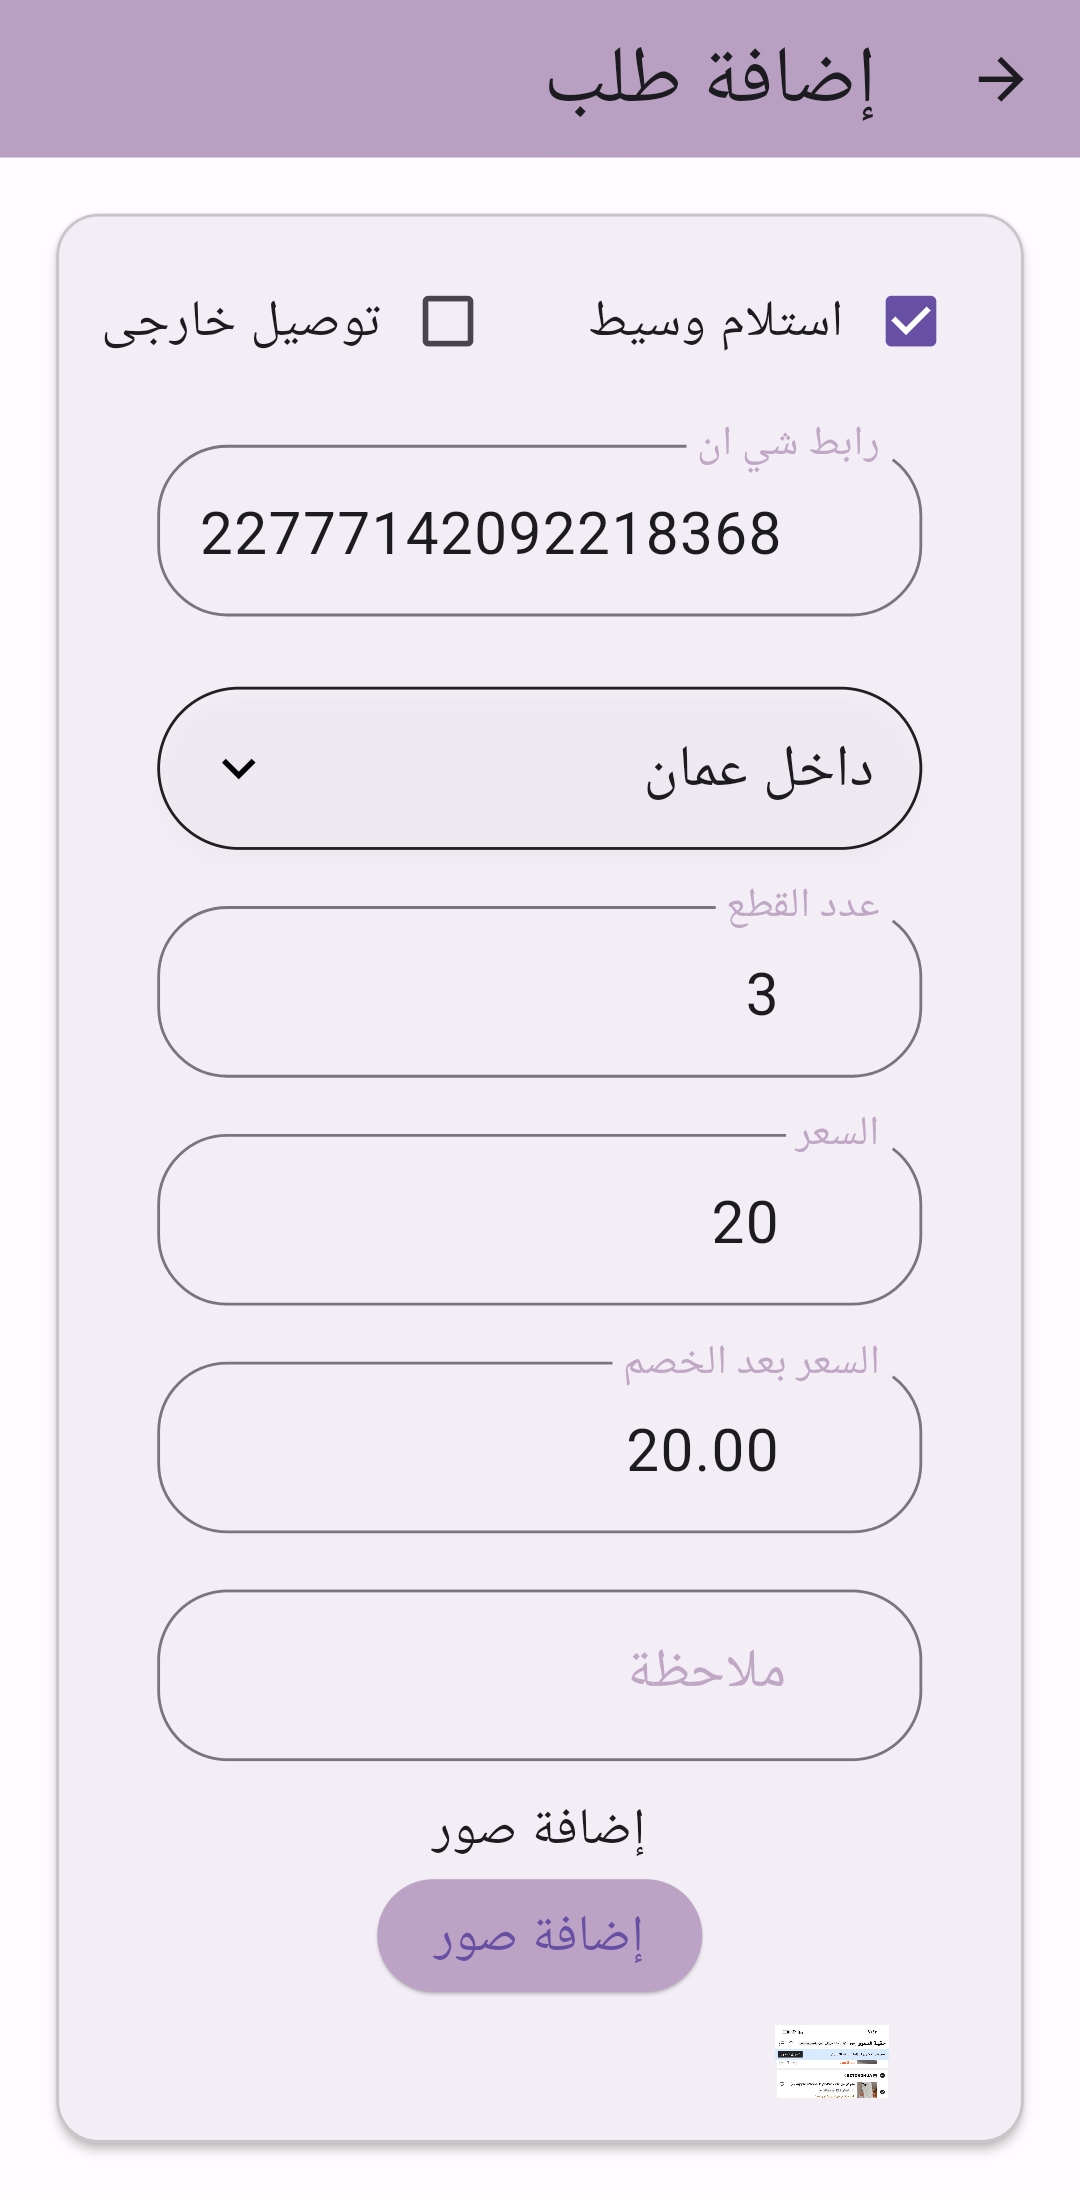 إضافة طلب
استلام وسيط
توصيل خارجى
رابط شي ان
22777142092218368
داخل عمان
عدد القطع
3
السعر
20
السعر بعد الخصم
20.00
ملاحظة
إضافة صور
إضافة صور